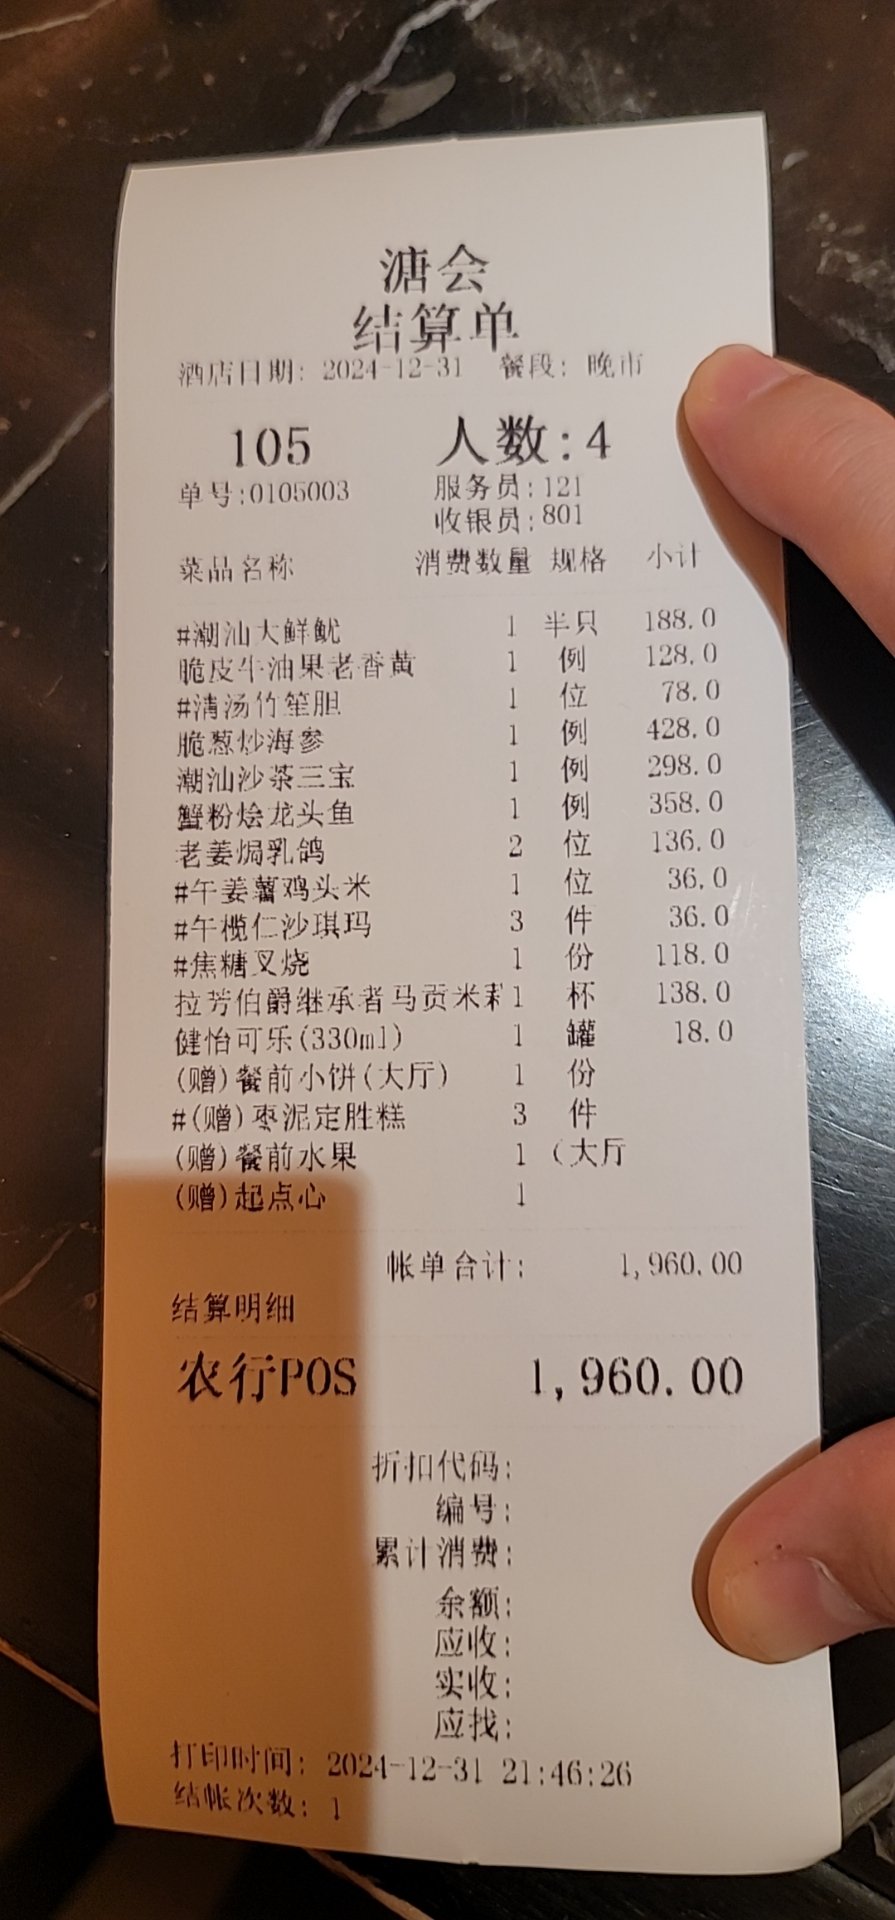 溏会
结算单
酒店日期: 2024-12-31 餐段: 晚市
105 人数:4
单号:0105003 服务员:121
收银员:801
菜品名称 消费数量 规格 小计
#潮汕大鲜鱿 1 半只 188.0
脆皮牛油果老香黄 1 例 128.0
#清汤竹笙胆 1 位 78.0
脆葱炒海参 1 例 428.0
潮汕沙茶三宝 1 例 298.0
蟹粉烩龙头鱼 1 例 358.0
老姜焗乳鸽 2 位 136.0
#午姜薯鸡头米 1 位 36.0
#午榄仁沙琪玛 3 件 36.0
#焦糖叉烧 1 份 118.0
拉芳伯爵继承者马贡米 1 杯 138.0
健怡可乐(330ml) 1 罐 18.0
(赠)餐前小饼(大厅) 1 份
#(赠)枣泥定胜糕 3 件
(赠)餐前水果 1 (大厅
(赠)起点心 1
帐单合计: 1,960.00
结算明细
农行POS 1,960.00
折扣代码:
编号:
累计消费:
余额:
应收:
实收:
应找:
打印时间: 2024-12-31 21:46:26
结帐次数: 1